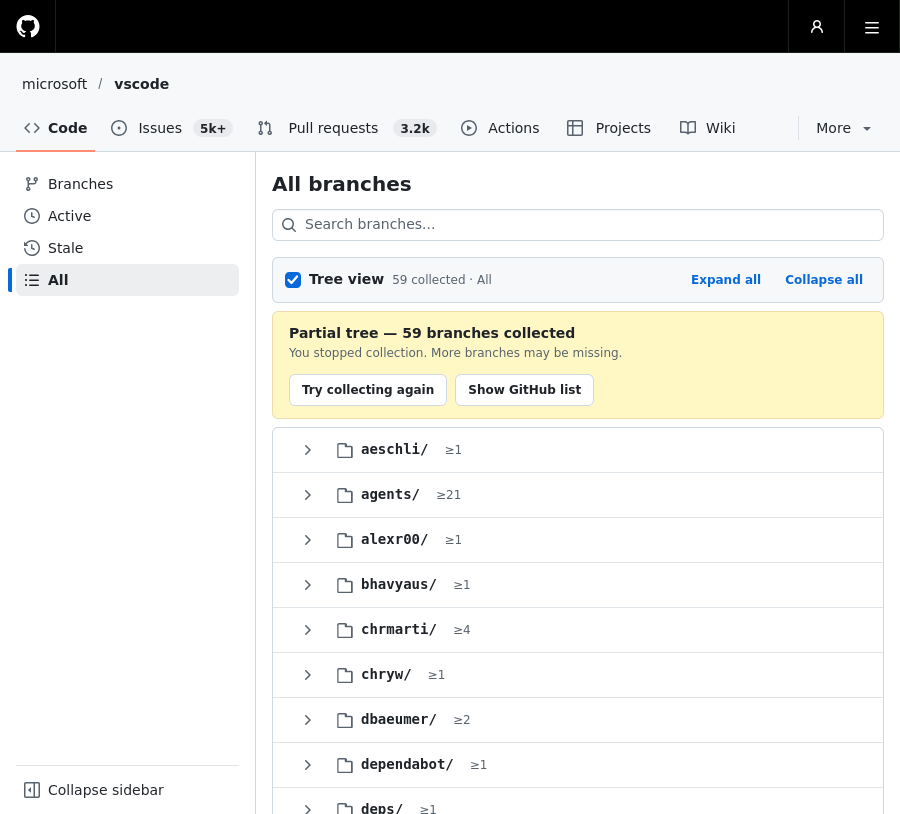 microsoft / vscode
Code Issues 5k+ Pull requests 3.2k Actions Projects Wiki More
Branches
Active
Stale
All
Collapse sidebar
All branches
Search branches...
Tree view 59 collected · All Expand all Collapse all
Partial tree — 59 branches collected
You stopped collection. More branches may be missing.
Try collecting again Show GitHub list
aeschli/ ≥1
agents/ ≥21
alexr00/ ≥1
bhavyaus/ ≥1
chrmarti/ ≥4
chryw/ ≥1
dbaeumer/ ≥2
dependabot/ ≥1
deps/ ≥1